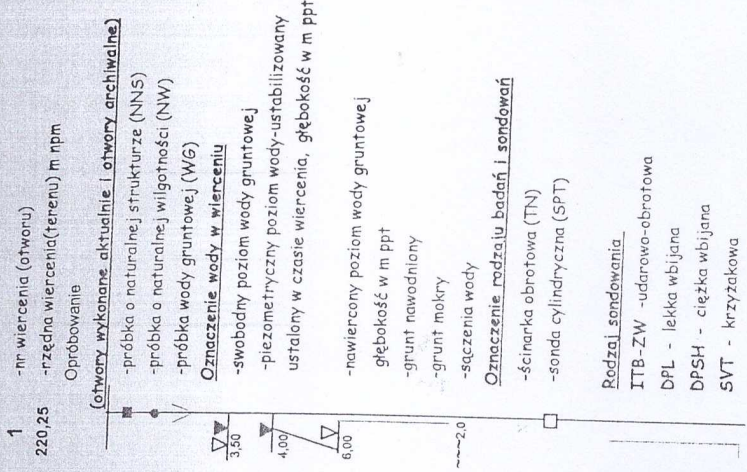 1 -nr wiercenia (otworu)
220,25 -rzędna wiercenia(terenu) m npm
Opróbowanie
(otwory wykonane aktualnie i otwory archiwalne)
-próbka o naturalnej strukturze (NNS)
-próbka o naturalnej wilgotności (NW)
-próbka wody gruntowej (WG)
Oznaczenie wody w wierceniu
3,50 -swobodny poziom wody gruntowej
4,00 -piezometryczny poziom wody-ustabilizowany
ustalony w czasie wiercenia, głębokość w m ppt
6,00 -nawiercony poziom wody gruntowej
głębokość w m ppt
-grunt nawodniony
-grunt mokry
~~~2,0 -sączenia wody
Oznaczenie rodzaju badań i sondowań
-ścinarka obrotowa (TN)
-sonda cylindryczna (SPT)
Rodzaj sondowania
ITB-ZW -udarowo-obrotowa
DPL - lekka wbijana
DPSH - ciężka wbijana
SVT - krzyżakowa